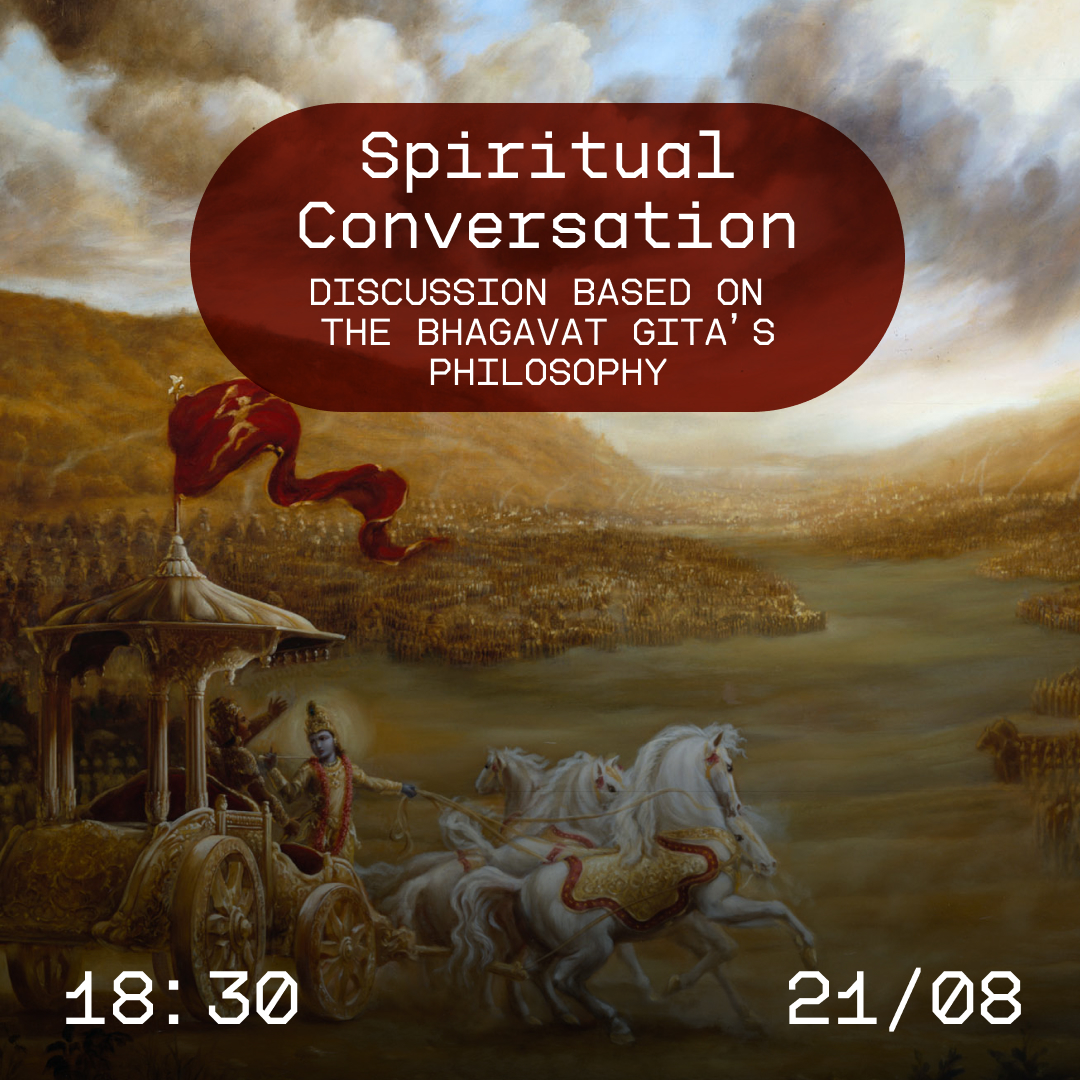 Spiritual
Conversation
DISCUSSION BASED ON
THE BHAGAVAT GITA'S
PHILOSOPHY
18:30
21/08